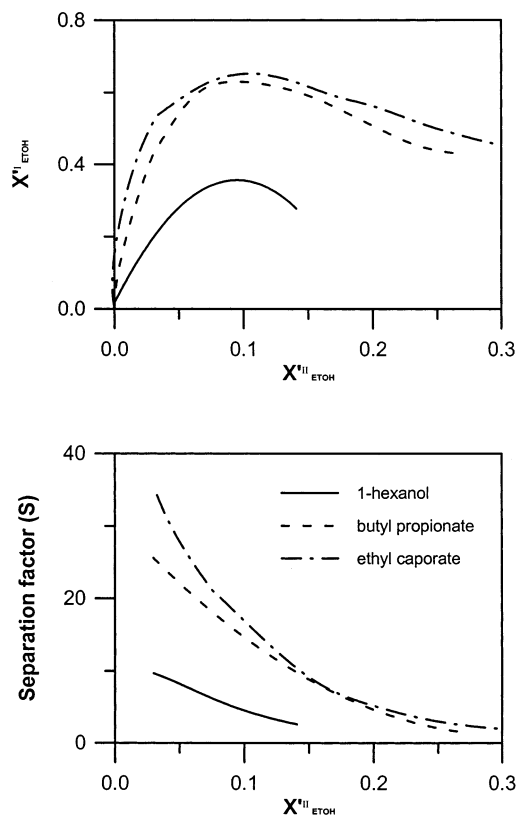 0.8
0.4
0.0
X'I ETOH
0.0 0.1 0.2 0.3
X'II ETOH
40
20
0
Separation factor (S)
1-hexanol
butyl propionate
ethyl caporate
0.0 0.1 0.2 0.3
X'II ETOH